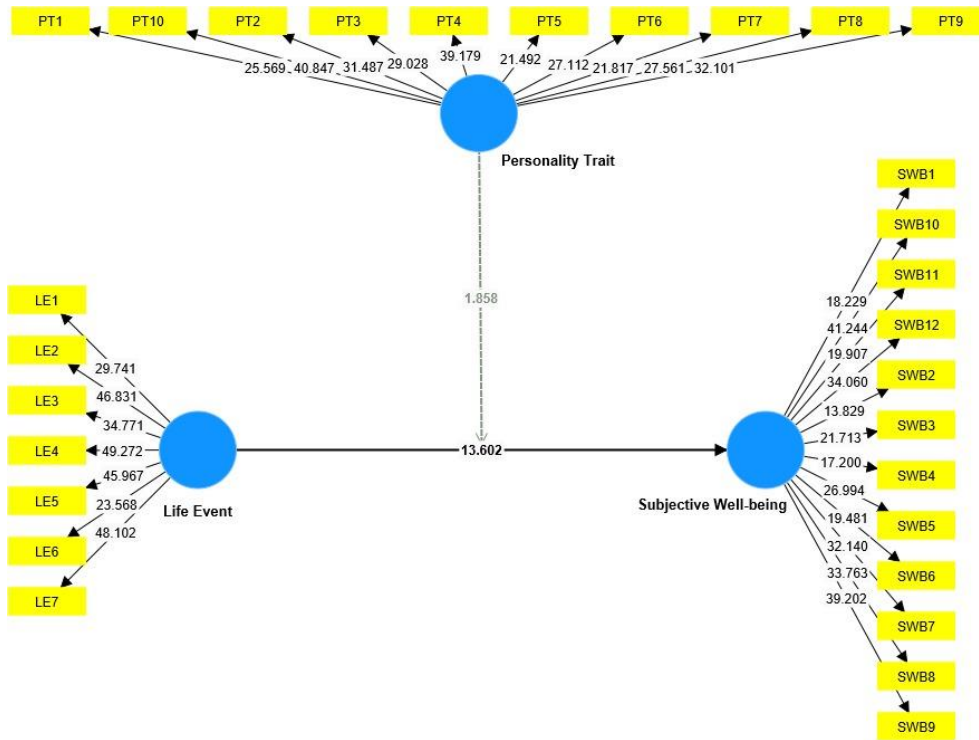 PT1 PT10 PT2 PT3 PT4 PT5 PT6 PT7 PT8 PT9
25.569 40.847 31.487 29.028 39.179 21.492 27.112 21.817 27.561 32.101
Personality Trait
1.858
LE1
LE2
LE3
LE4
LE5
LE6
LE7
29.741
46.831
34.771
49.272
45.967
23.568
48.102
Life Event
13.602
Subjective Well-being
18.229
41.244
19.907
34.060
13.829
21.713
17.200
26.994
19.481
32.140
33.763
39.202
SWB1
SWB10
SWB11
SWB12
SWB2
SWB3
SWB4
SWB5
SWB6
SWB7
SWB8
SWB9